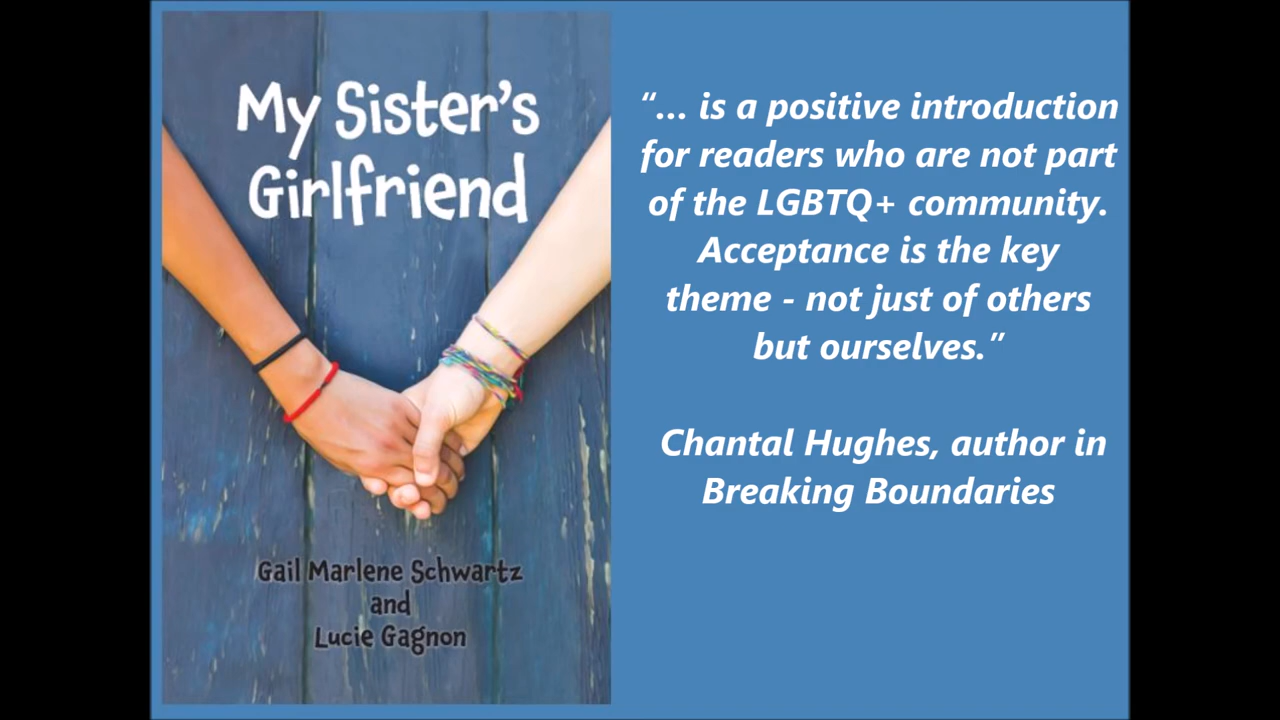 My Sister's
Girlfriend
Gail Marlene Schwartz
and
Lucie Gagnon
“... is a positive introduction
for readers who are not part
of the LGBTQ+ community.
Acceptance is the key
theme - not just of others
but ourselves.”
Chantal Hughes, author in
Breaking Boundaries